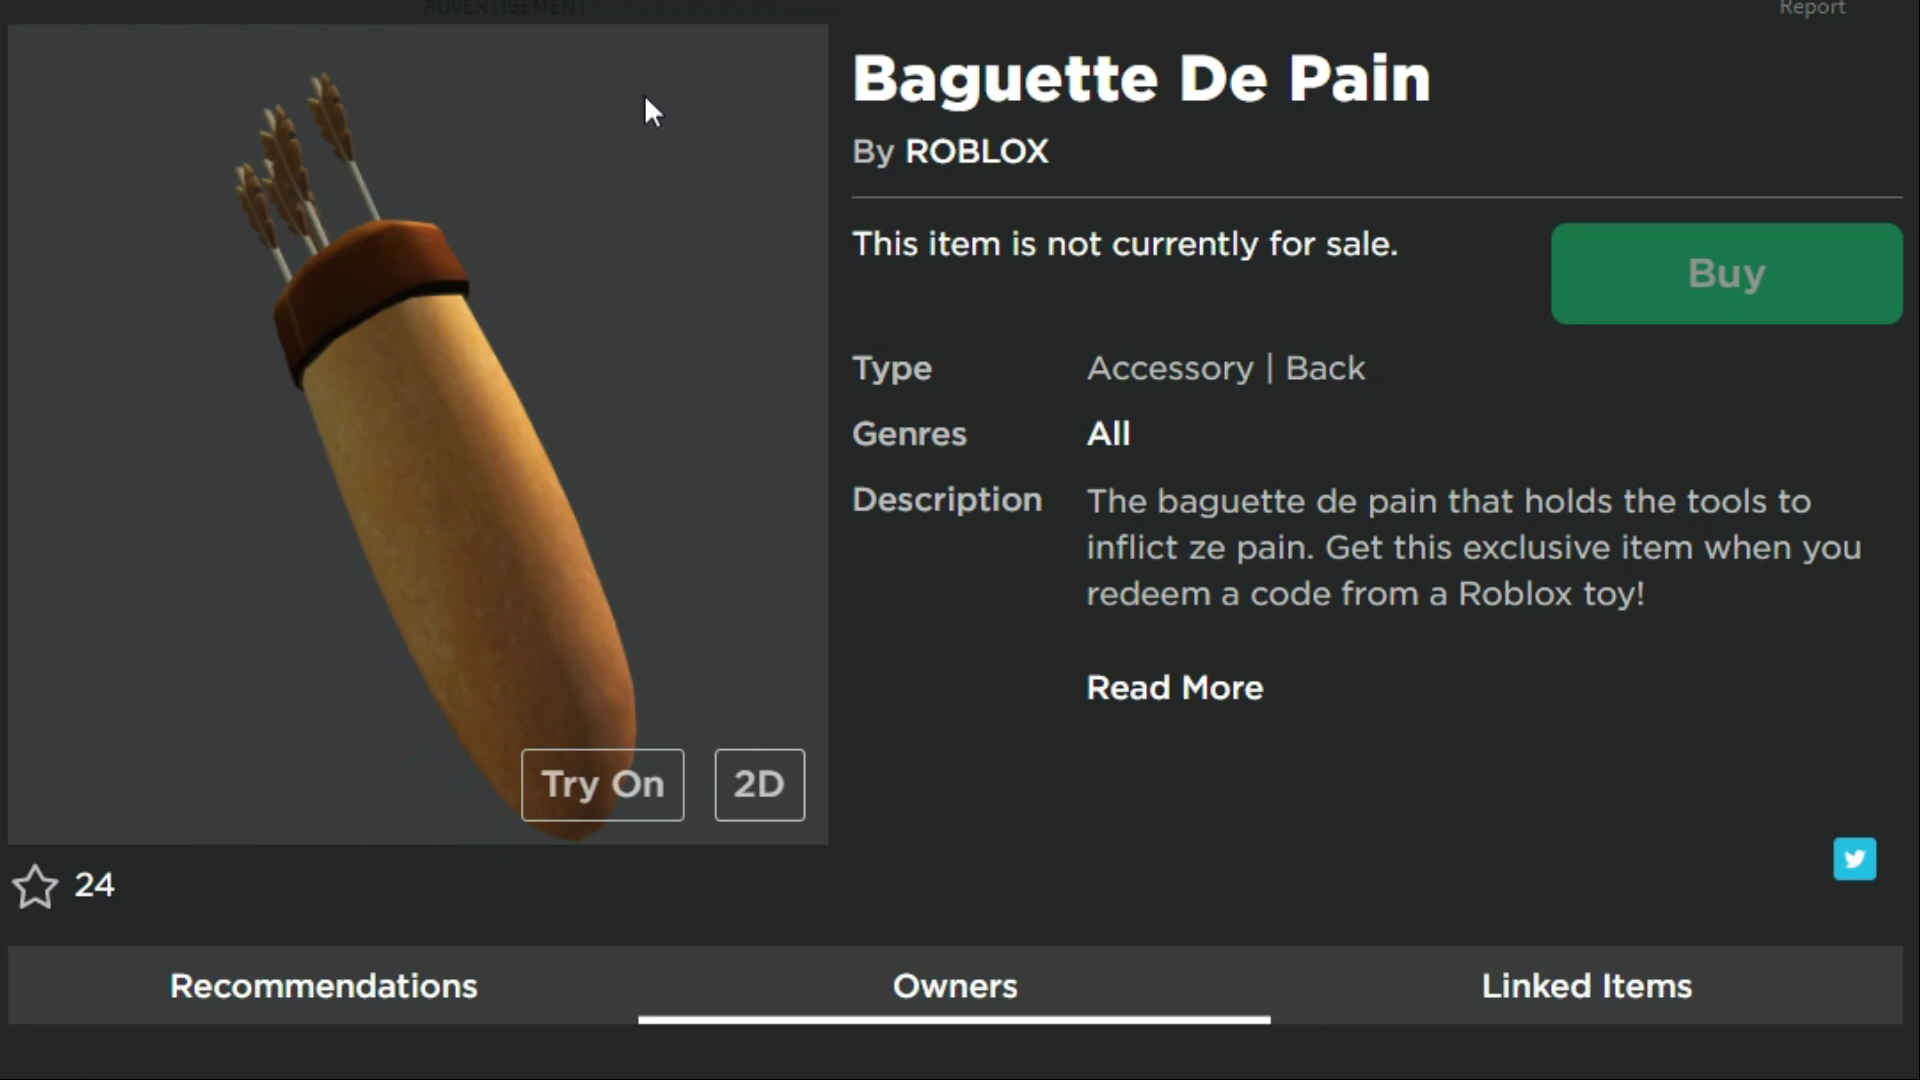 ADVERTISEMENT
Report
Baguette De Pain
By ROBLOX
This item is not currently for sale.
Buy
Type Accessory | Back
Genres All
Description The baguette de pain that holds the tools to
inflict ze pain. Get this exclusive item when you
redeem a code from a Roblox toy!
Read More
Try On 2D
24
Recommendations Owners Linked Items